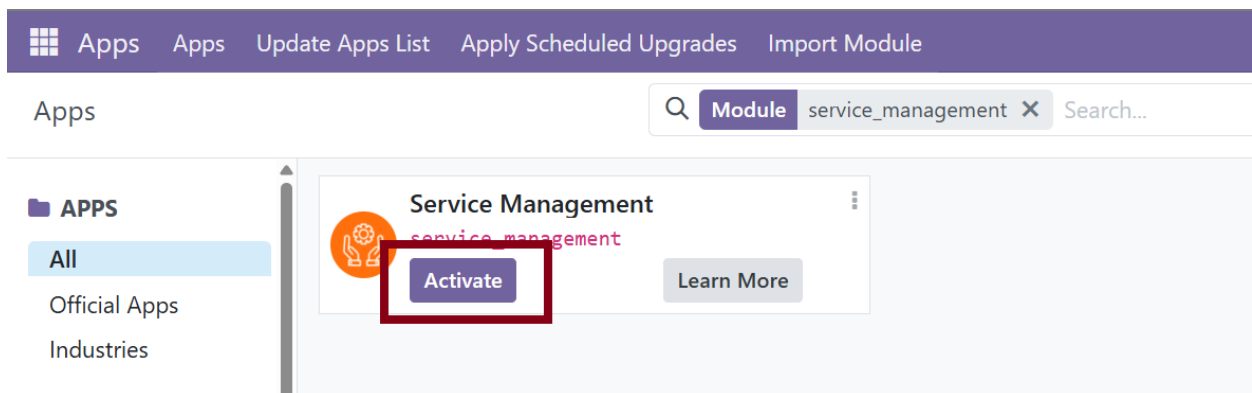 Apps Apps Update Apps List Apply Scheduled Upgrades Import Module
Apps
Module service_management Search...
APPS
All
Official Apps
Industries
Service Management
service_management
Activate
Learn More